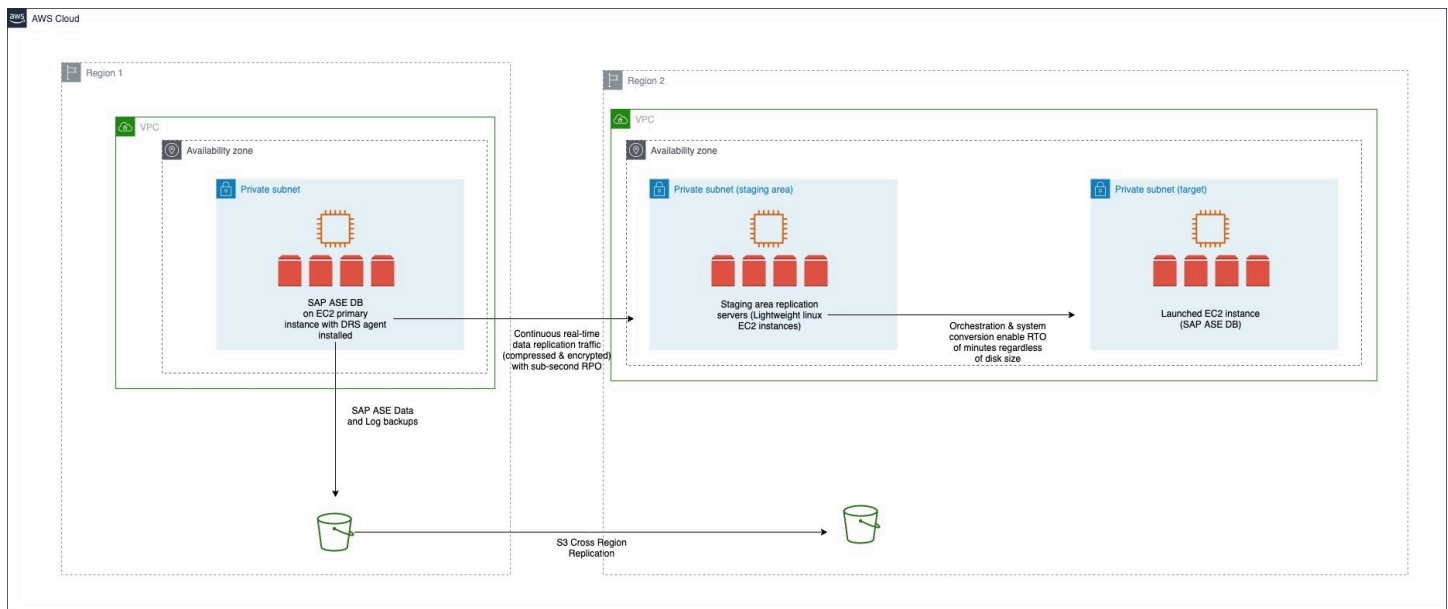 aws
AWS Cloud
Region 1
Region 2
VPC
VPC
Availability zone
Availability zone
Private subnet
Private subnet (staging area)
Private subnet (target)
SAP ASE DB
on EC2 primary
instance with DRS agent
installed
Continuous real-time
data replication traffic
(compressed & encrypted)
with sub-second RPO
Staging area replication
servers (Lightweight linux
EC2 instances)
Orchestration & system
conversion enable RTO
of minutes regardless
of disk size
Launched EC2 instance
(SAP ASE DB)
SAP ASE Data
and Log backups
S3 Cross Region
Replication